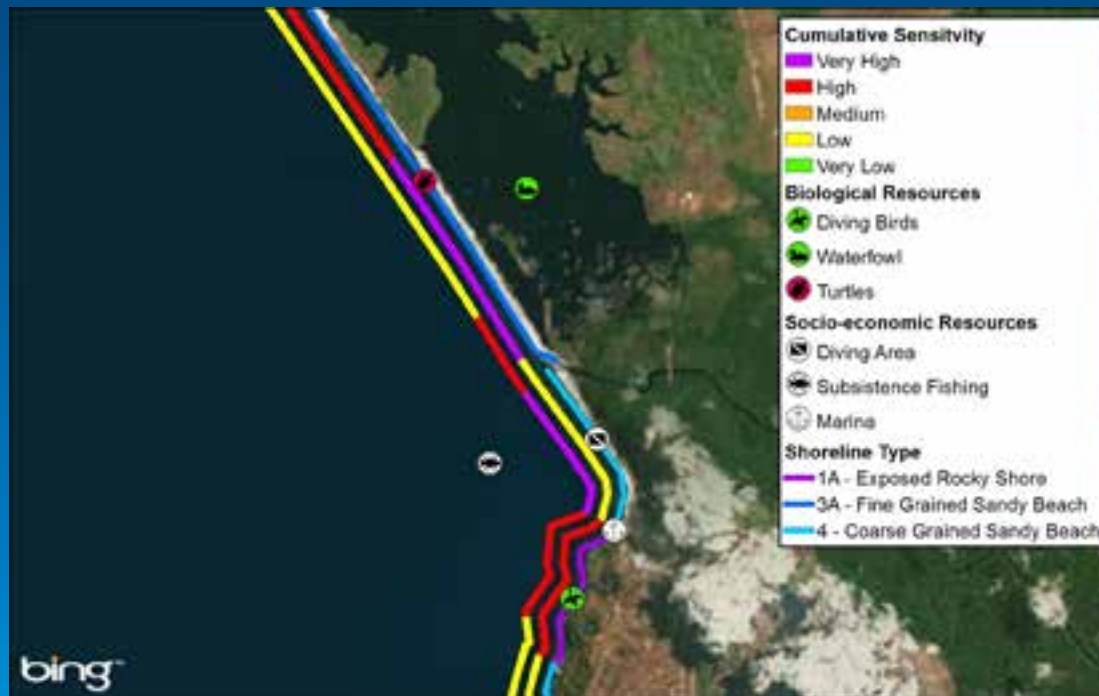 Cumulative Sensitvity
Very High
High
Medium
Low
Very Low
Biological Resources
Diving Birds
Waterfowl
Turtles
Socio-economic Resources
Diving Area
Subsistence Fishing
Marina
Shoreline Type
1A - Exposed Rocky Shore
3A - Fine Grained Sandy Beach
4 - Coarse Grained Sandy Beach
bing™